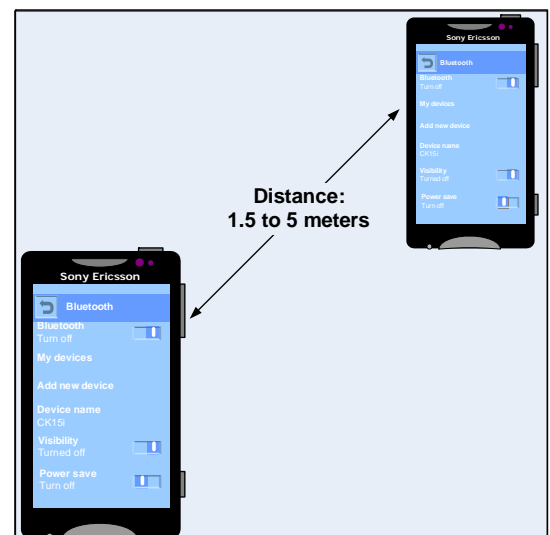 Sony Ericsson
Bluetooth
Bluetooth
Turn off
My devices
Add new device
Device name
CK15i
Visibility
Turned off
Power save
Turn off
Distance:
1.5 to 5 meters
Sony Ericsson
Bluetooth
Bluetooth
Turn off
My devices
Add new device
Device name
CK15i
Visibility
Turned off
Power save
Turn off